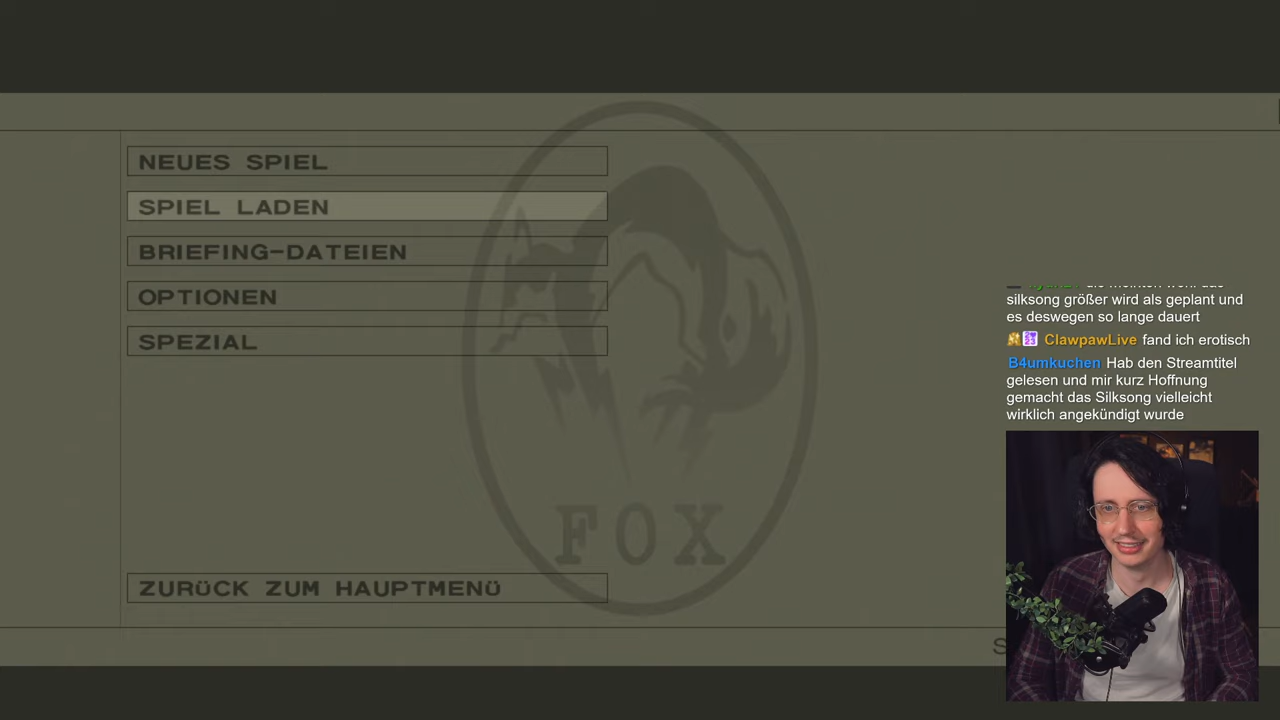 NEUES SPIEL
SPIEL LADEN
BRIEFING-DATEIEN
OPTIONEN
SPEZIAL
FOX
ZURÜCK ZUM HAUPTMENÜ
S
silksong größer wird als geplant und
es deswegen so lange dauert
ClawpawLive fand ich erotisch
B4umkuchen Hab den Streamtitel
gelesen und mir kurz Hoffnung
gemacht das Silksong vielleicht
wirklich angekündigt wurde